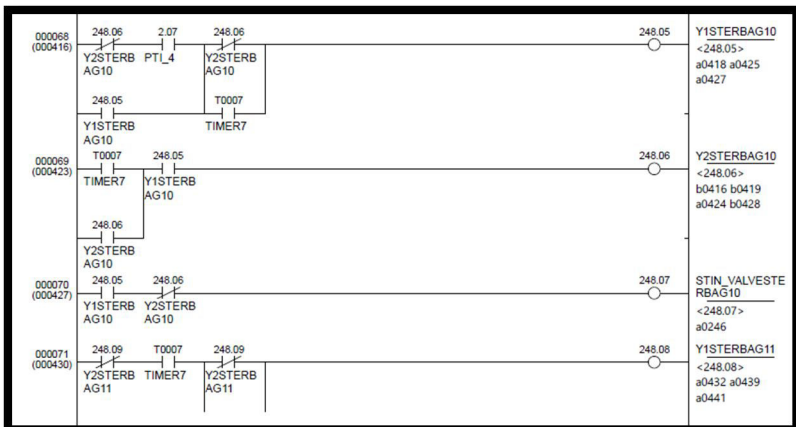 000068
(000416)
248.06 2.07 248.06 248.05 Y1STERBAG10
Y2STERB PTI_4 Y2STERB <248.05>
AG10 AG10 a0418 a0425
a0427
248.05 T0007
Y1STERB TIMER7
AG10
000069
(000423)
T0007 248.05 248.06 Y2STERBAG10
TIMER7 Y1STERB <248.06>
AG10 b0416 b0419
a0424 b0428
248.06
Y2STERB
AG10
000070
(000427)
248.05 248.06 248.07 STIN_VALVESTE
RBAG10
Y1STERB Y2STERB <248.07>
AG10 AG10 a0246
000071
(000430)
248.09 T0007 248.09 248.08 Y1STERBAG11
Y2STERB TIMER7 Y2STERB <248.08>
AG11 AG11 a0432 a0439
a0441